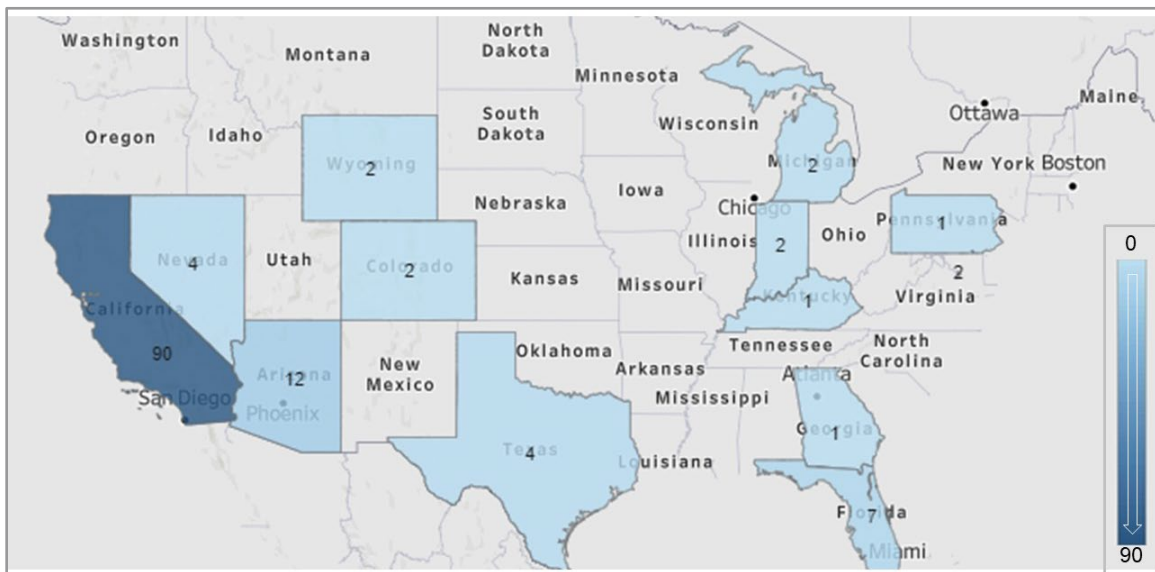 Washington
Montana
North
Dakota
Minnesota
Ottawa
Maine
Oregon
Idaho
South
Dakota
Wisconsin
Wyoming
2
Michigan
2
New York
Boston
Nebraska
Iowa
Chicago
Pennsylvania
1
Nevada
4
Utah
Colorado
2
Kansas
Missouri
Illinois
2
Ohio
2
Virginia
Kentucky
1
California
90
San Diego
Arizona
12
Phoenix
New
Mexico
Oklahoma
Arkansas
Tennessee
North
Carolina
Mississippi
Atlanta
Georgia
1
Texas
4
Louisiana
Florida
7
Miami
0
90